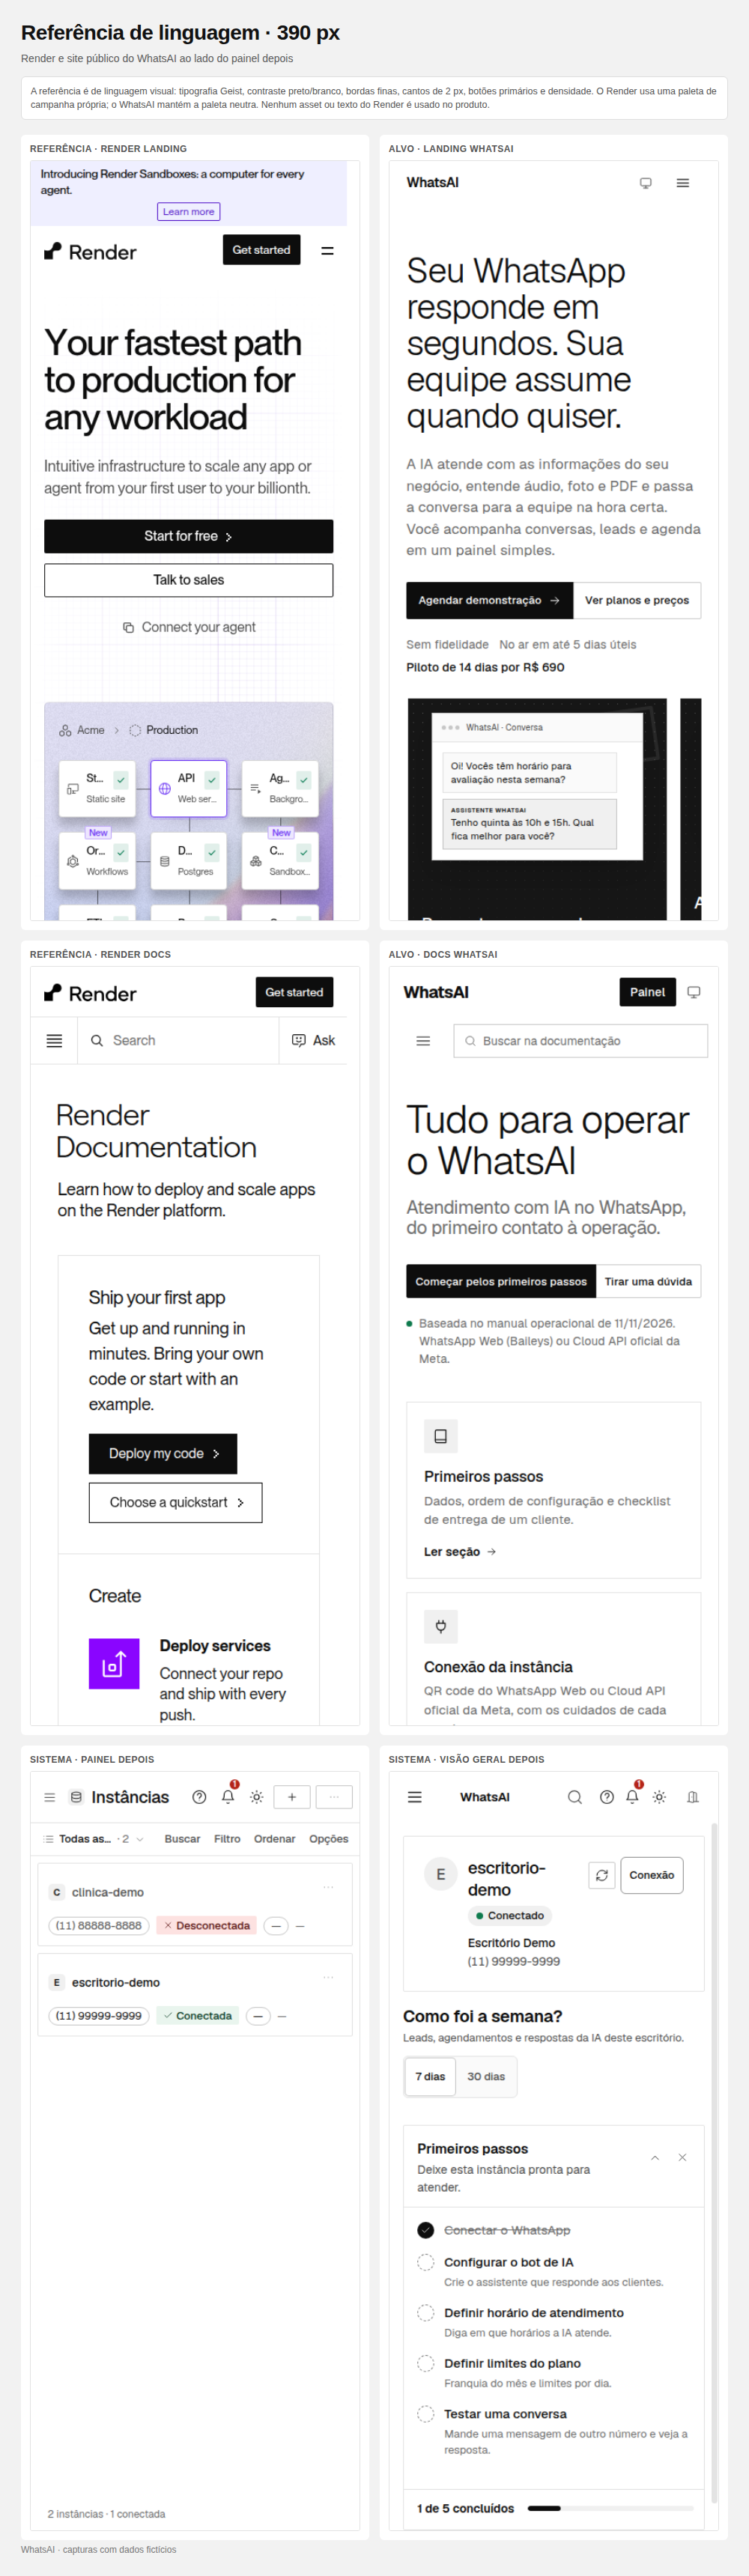 Referência de linguagem · 390 px
Render e site público do WhatsAI ao lado do painel depois
A referência é de linguagem visual: tipografia Geist, contraste preto/branco, bordas finas, cantos de 2 px, botões primários e densidade. O Render usa uma paleta de
campanha própria; o WhatsAI mantém a paleta neutra. Nenhum asset ou texto do Render é usado no produto.
REFERÊNCIA · RENDER LANDING
Introducing Render Sandboxes: a computer for every
agent.
Learn more
Render
Get started
Your fastest path
to production for
any workload
Intuitive infrastructure to scale any app or
agent from your first user to your billionth.
Start for free
Talk to sales
Connect your agent
Acme
Production
St...
Static site
API
Web ser...
Ag...
Backgro...
New
New
Or...
Workflows
D...
Postgres
C...
Sandbox...
ALVO · LANDING WHATSAI
WhatsAI
Seu WhatsApp
responde em
segundos. Sua
equipe assume
quando quiser.
A IA atende com as informações do seu
negócio, entende áudio, foto e PDF e passa
a conversa para a equipe na hora certa.
Você acompanha conversas, leads e agenda
em um painel simples.
Agendar demonstração →
Ver planos e preços
Sem fidelidade No ar em até 5 dias úteis
Piloto de 14 dias por R$ 690
WhatsAI · Conversa
Oi! Vocês têm horário para
avaliação nesta semana?
ASSISTENTE WHATSAI
Tenho quinta às 10h e 15h. Qual
fica melhor para você?
REFERÊNCIA · RENDER DOCS
Render
Get started
Search
Ask
Render
Documentation
Learn how to deploy and scale apps
on the Render platform.
Ship your first app
Get up and running in
minutes. Bring your own
code or start with an
example.
Deploy my code
Choose a quickstart
Create
Deploy services
Connect your repo
and ship with every
push.
ALVO · DOCS WHATSAI
WhatsAI
Painel
Buscar na documentação
Tudo para operar
o WhatsAI
Atendimento com IA no WhatsApp,
do primeiro contato à operação.
Começar pelos primeiros passos
Tirar uma dúvida
Baseada no manual operacional de 11/11/2026.
WhatsApp Web (Baileys) ou Cloud API oficial da
Meta.
Primeiros passos
Dados, ordem de configuração e checklist
de entrega de um cliente.
Ler seção →
Conexão da instância
QR code do WhatsApp Web ou Cloud API
oficial da Meta, com os cuidados de cada
SISTEMA · PAINEL DEPOIS
Instâncias
1
+
...
Todas as... · 2
Buscar
Filtro
Ordenar
Opções
C clinica-demo
...
(11) 88888-8888
Desconectada
—
—
E escritorio-demo
...
(11) 99999-9999
Conectada
—
—
2 instâncias · 1 conectada
SISTEMA · VISÃO GERAL DEPOIS
WhatsAI
1
E
escritorio-
demo
Conexão
Conectado
Escritório Demo
(11) 99999-9999
Como foi a semana?
Leads, agendamentos e respostas da IA deste escritório.
7 dias
30 dias
Primeiros passos
Deixe esta instância pronta para
atender.
Conectar o WhatsApp
Configurar o bot de IA
Crie o assistente que responde aos clientes.
Definir horário de atendimento
Diga em que horários a IA atende.
Definir limites do plano
Franquia do mês e limites por dia.
Testar uma conversa
Mande uma mensagem de outro número e veja a
resposta.
1 de 5 concluídos
WhatsAI · capturas com dados fictícios